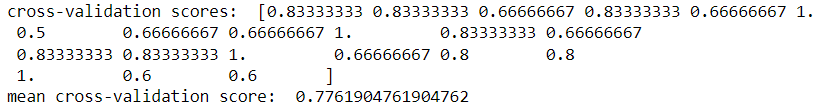 cross-validation scores:  [0.83333333 0.83333333 0.66666667 0.83333333 0.66666667 1.
 0.5        0.66666667 0.66666667 1.         0.83333333 0.66666667
 0.83333333 0.83333333 1.         0.66666667 0.8        0.8
 1.         0.6        0.6       ]
mean cross-validation score:  0.7761904761904762